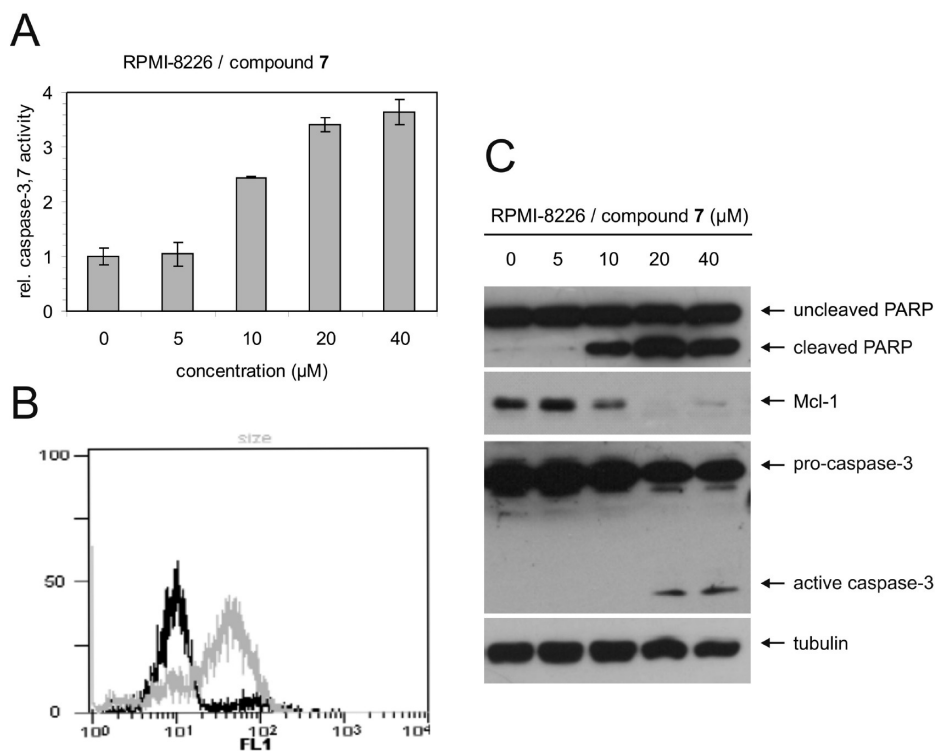 A
RPMI-8226 / compound 7
rel. caspase-3,7 activity
4
3
2
1
0
0 5 10 20 40
concentration (µM)
B
size
100
50
0
10⁰ 10¹ 10² 10³ 10⁴
FL1
C
RPMI-8226 / compound 7 (µM)
0 5 10 20 40
uncleaved PARP
cleaved PARP
Mcl-1
pro-caspase-3
active caspase-3
tubulin